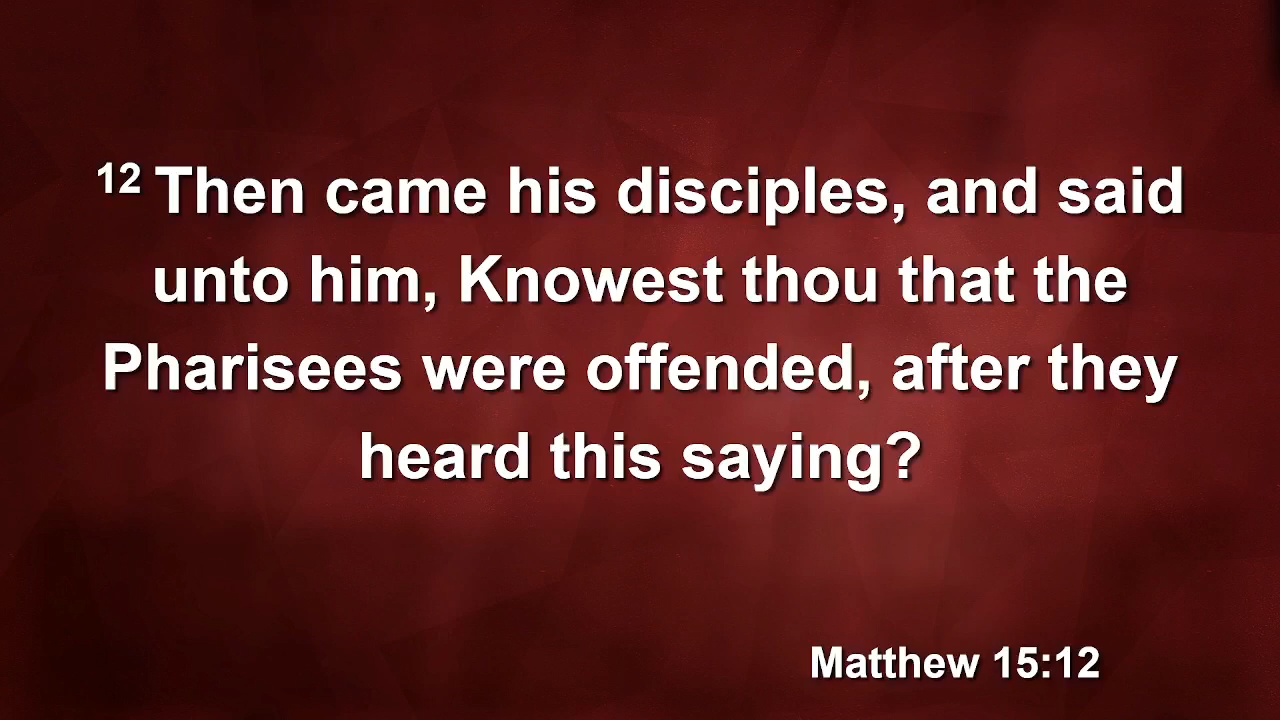 12 Then came his disciples, and said
unto him, Knowest thou that the
Pharisees were offended, after they
heard this saying?
Matthew 15:12